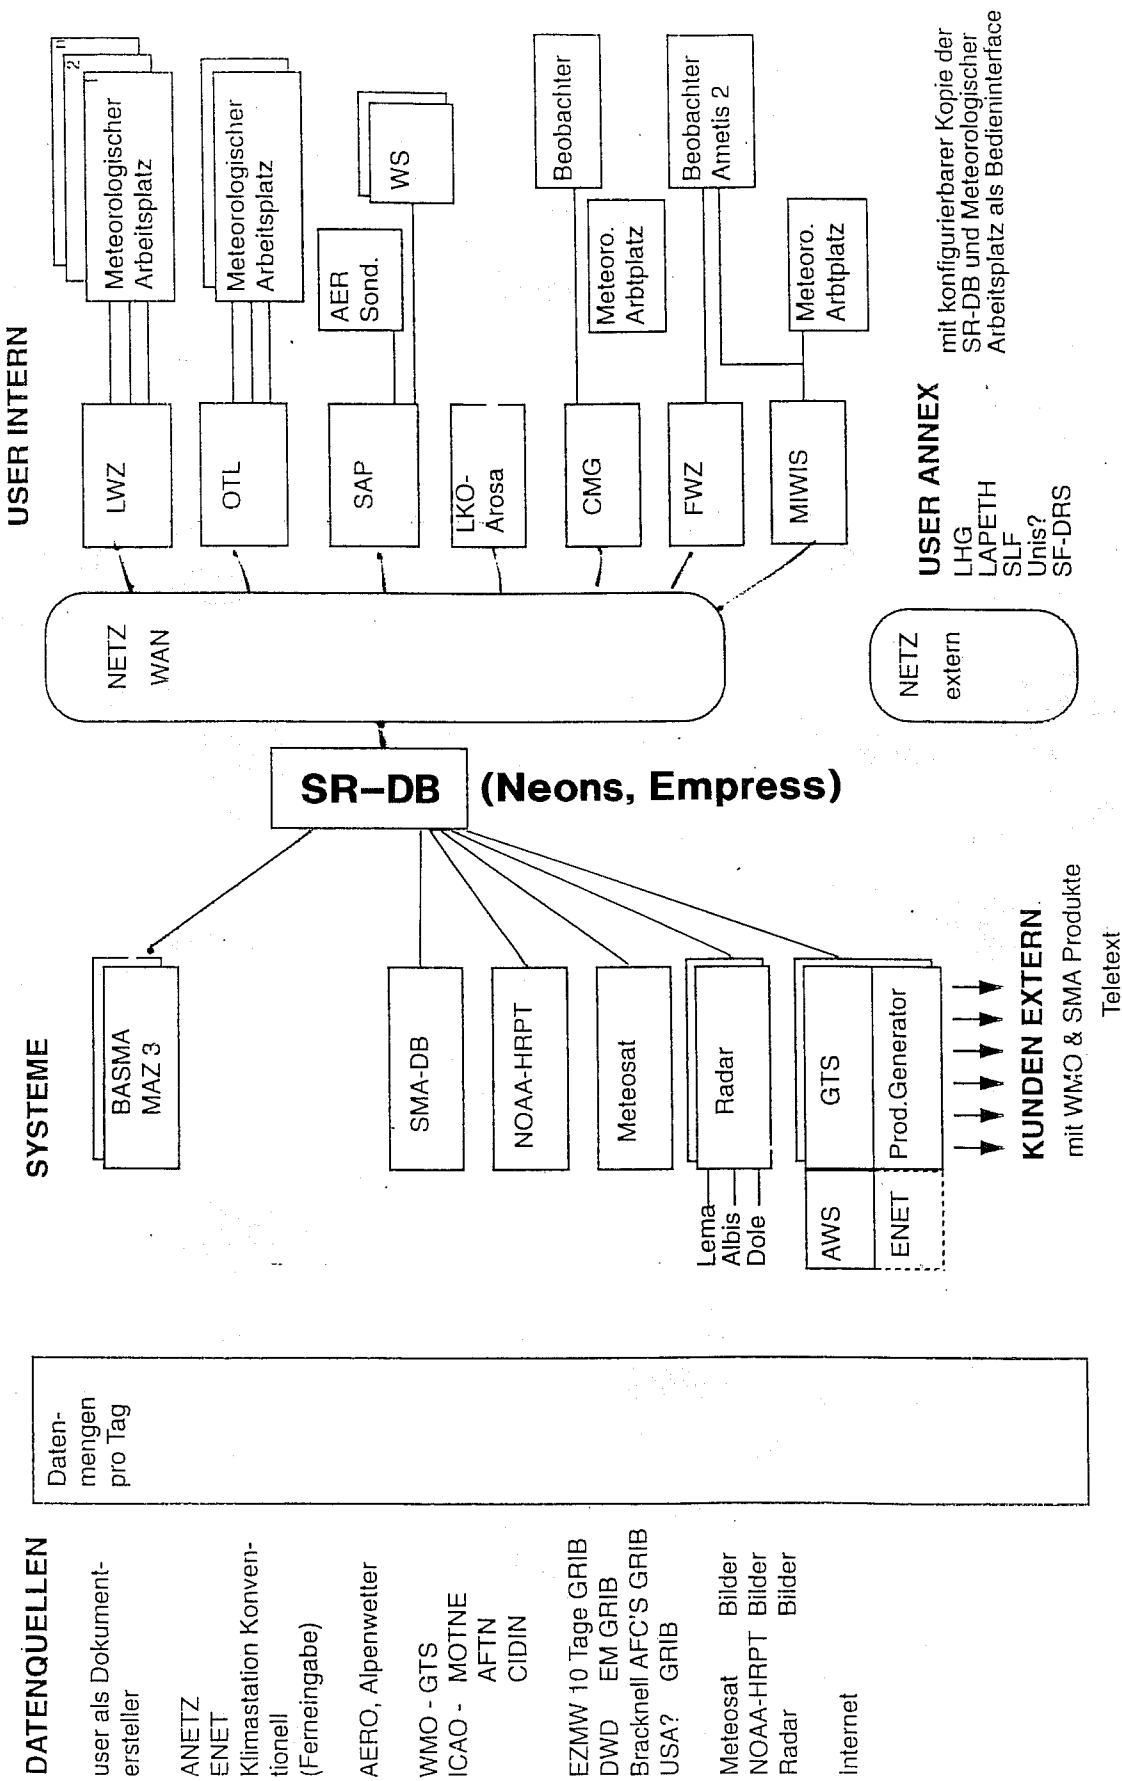 DATENQUELLEN
user als Dokument-
ersteller
ANETZ
ENET
Klimastation Konven-
tionell
(Ferneingabe)
AERO, Alpenwetter
WMO - GTS
ICAO - MOTNE
AFTN
CIDIN
EZMW 10 Tage GRIB
DWD EM GRIB
Bracknell AFC'S GRIB
USA? GRIB
Meteosat Bilder
NOAA-HRPT Bilder
Radar Bilder
Internet
Daten-
mengen
pro Tag
SYSTEME
BASMA
MAZ 3
SMA-DB
NOAA-HRPT
Meteosat
Radar
Lema
Albis
Dole
GTS
Prod.Generator
AWS
ENET
KUNDEN EXTERN
mit WMO & SMA Produkte
Teletext
SR-DB (Neons, Empress)
NETZ
WAN
NETZ
extern
USER INTERN
LWZ
OTL
SAP
LKO-
Arosa
CMG
FWZ
MIWIS
n
2
1
Meteorologischer
Arbeitsplatz
Meteorologischer
Arbeitsplatz
AER
Sond.
WS
Beobachter
Meteoro.
Arbtplatz
Beobachter
Ametis 2
Meteoro.
Arbtplatz
USER ANNEX
LHG
LAPETH
SLF
Unis?
SF-DRS
mit konfigurierbarer Kopie der
SR-DB und Meteorologischer
Arbeitsplatz als Bedieninterface